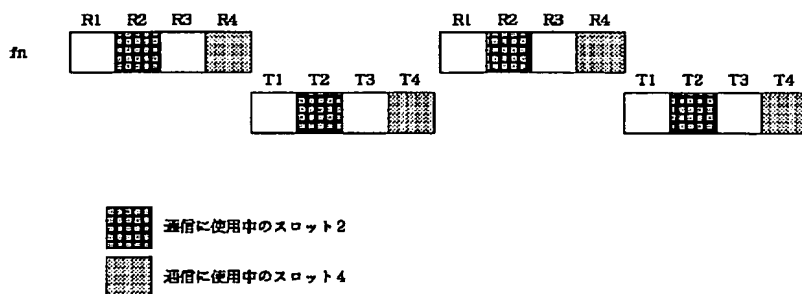 R1 R2 R3 R4 R1 R2 R3 R4
fn
T1 T2 T3 T4 T1 T2 T3 T4
通信に使用中のスロット2
通信に使用中のスロット4